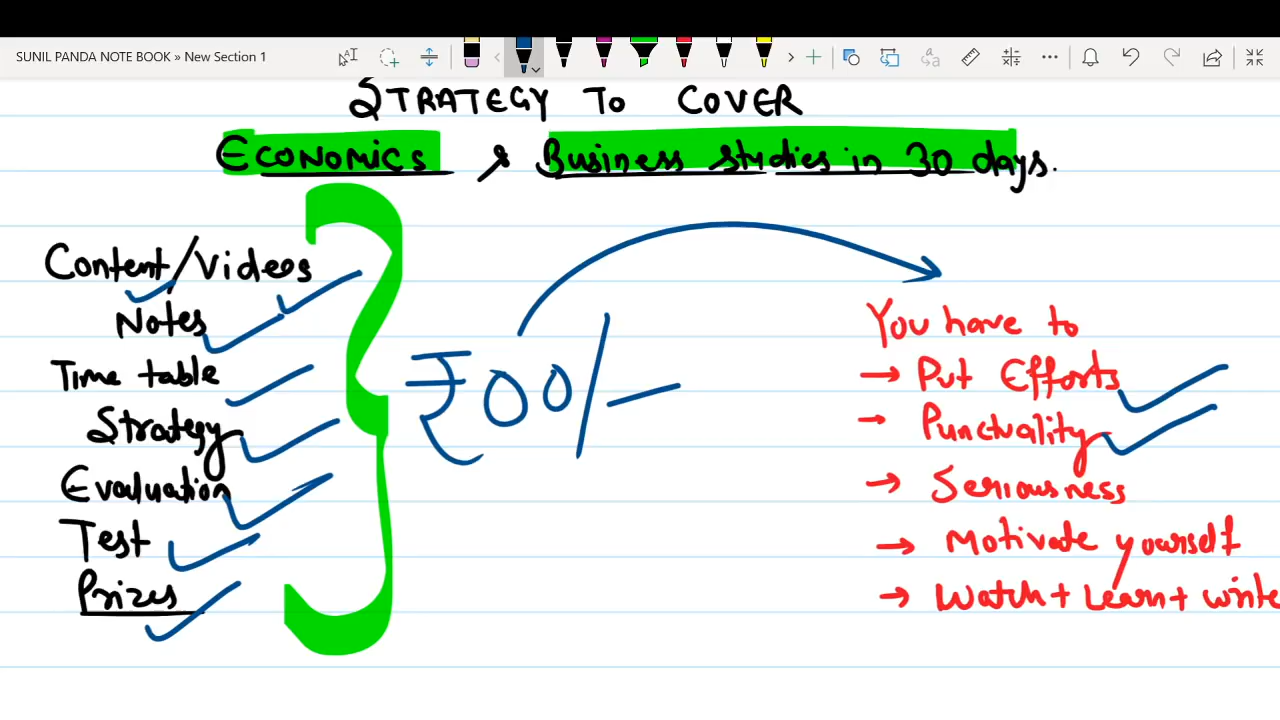 SUNIL PANDA NOTE BOOK » New Section 1
STRATEGY TO COVER
ECONOMICS & Business studies in 30 days.
Content/Videos
Notes
Time table
Strategy
Evaluation
Test
Prizes
₹00/-
You have to
→ Put Efforts
→ Punctuality
→ Seriousness
→ Motivate yourself
→ Watch + Learn + write